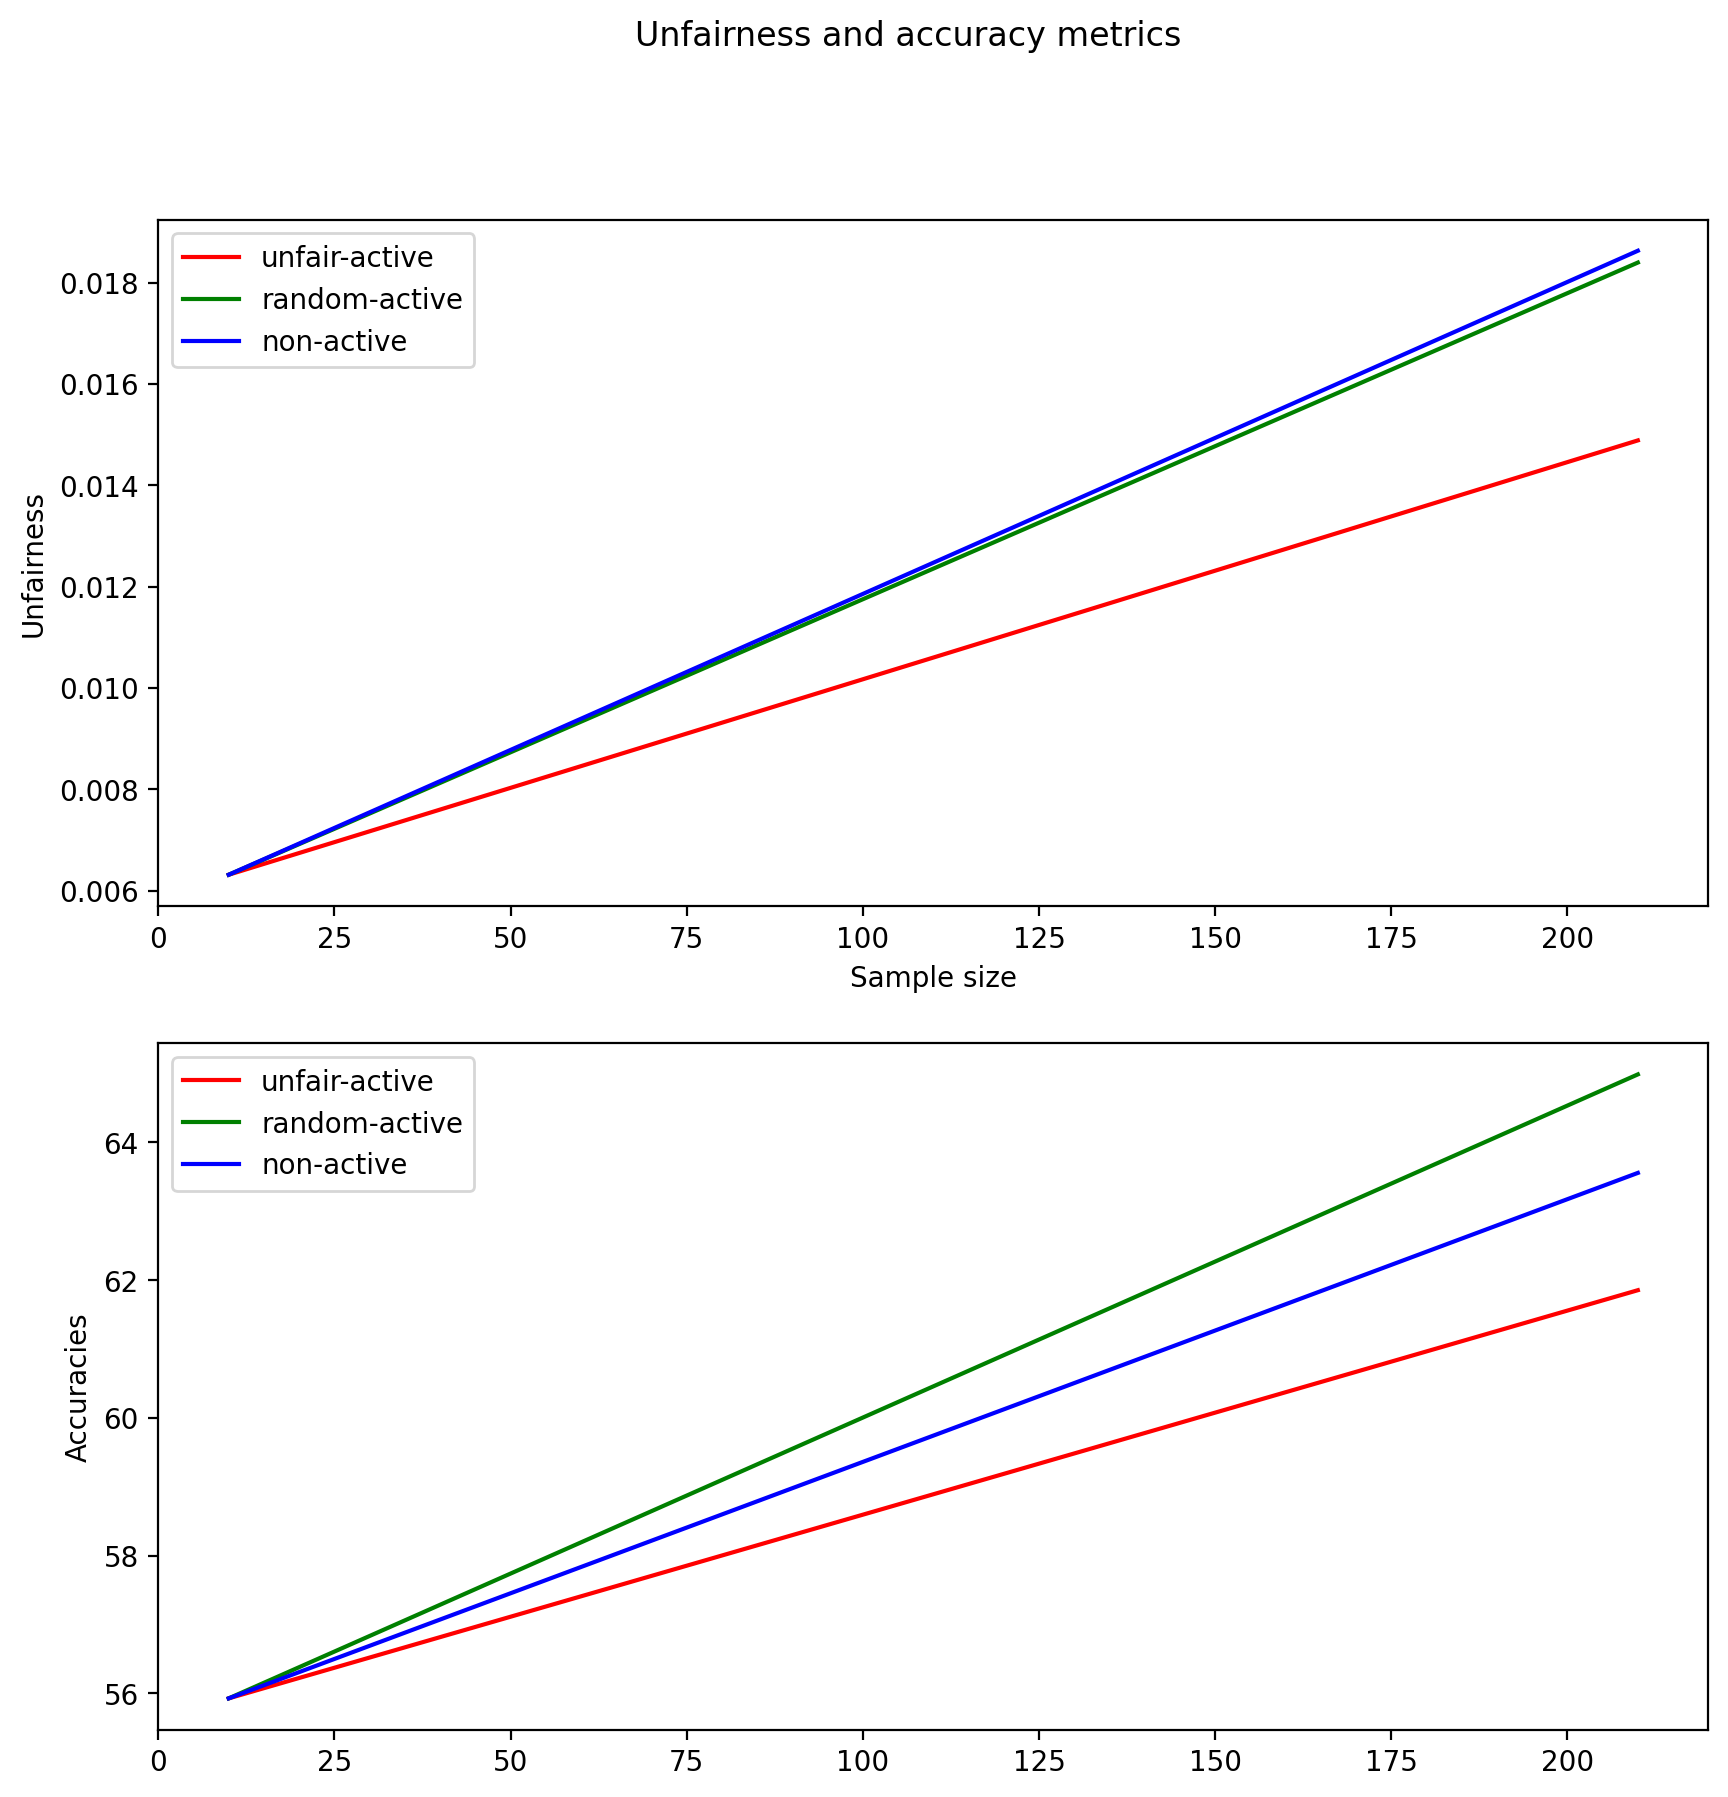 Unfairness and accuracy metrics
unfair-active
random-active
non-active
0.018
0.016
0.014
0.012
0.010
0.008
0.006
Unfairness
0 25 50 75 100 125 150 175 200
Sample size
unfair-active
random-active
non-active
64
62
60
58
56
Accuracies
0 25 50 75 100 125 150 175 200